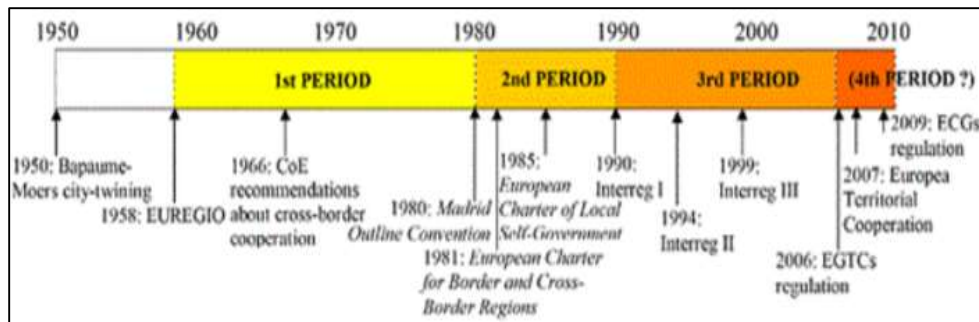 1950 1960 1970 1980 1990 2000 2010
1st PERIOD 2nd PERIOD 3rd PERIOD (4th PERIOD ?)
1950: Bapaume-
Moers city-twining
1958: EUREGIO
1966: CoE
recommendations
about cross-border
cooperation
1980: Madrid
Outline Convention
1981: European Charter
for Border and Cross-
Border Regions
1985:
European
Charter of Local
Self-Government
1990:
Interreg I
1994:
Interreg II
1999:
Interreg III
2006: EGTCs
regulation
2007: Europea
Territorial
Cooperation
2009: ECGs
regulation